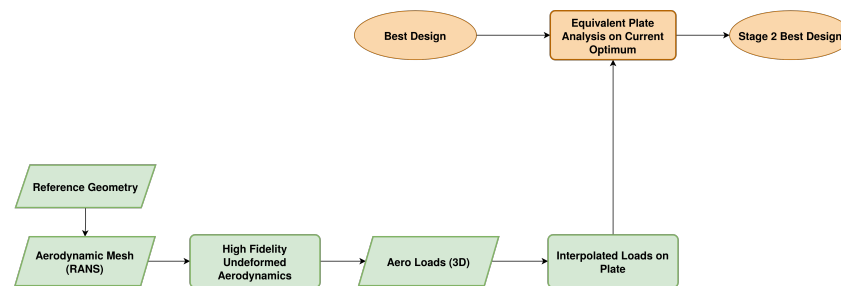 Best Design
Equivalent Plate
Analysis on Current
Optimum
Stage 2 Best Design
Reference Geometry
Aerodynamic Mesh
(RANS)
High Fidelity
Undeformed
Aerodynamics
Aero Loads (3D)
Interpolated Loads on
Plate